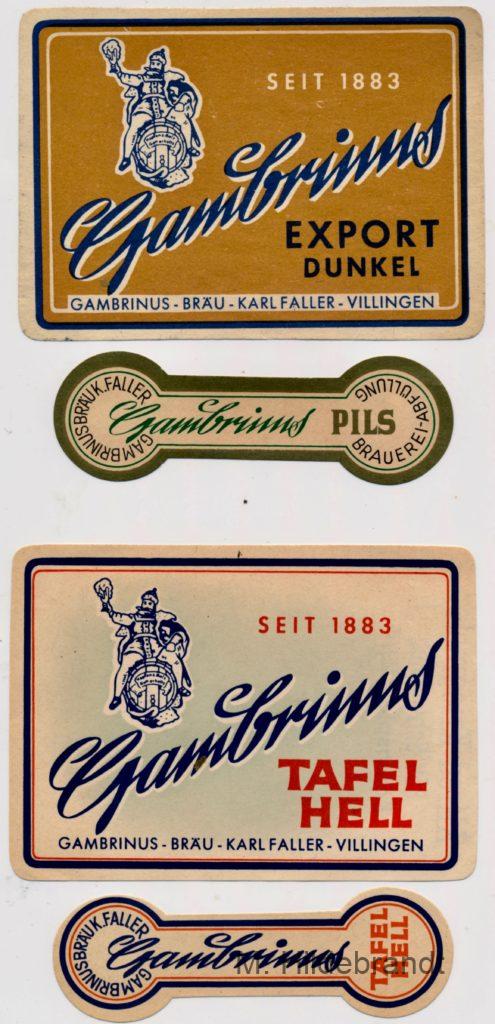 SEIT 1883
Gambrinus
EXPORT
DUNKEL
GAMBRINUS - BRÄU - KARL FALLER - VILLINGEN
GAMBRINUSBRÄU K. FALLER
Gambrinus PILS
BRAUEREI-ABFÜLLUNG
SEIT 1883
Gambrinus
TAFEL
HELL
GAMBRINUS - BRÄU - KARL FALLER - VILLINGEN
GAMBRINUSBRÄU K. FALLER
Gambrinus
TAFEL
HELL
M. Hildebrandt